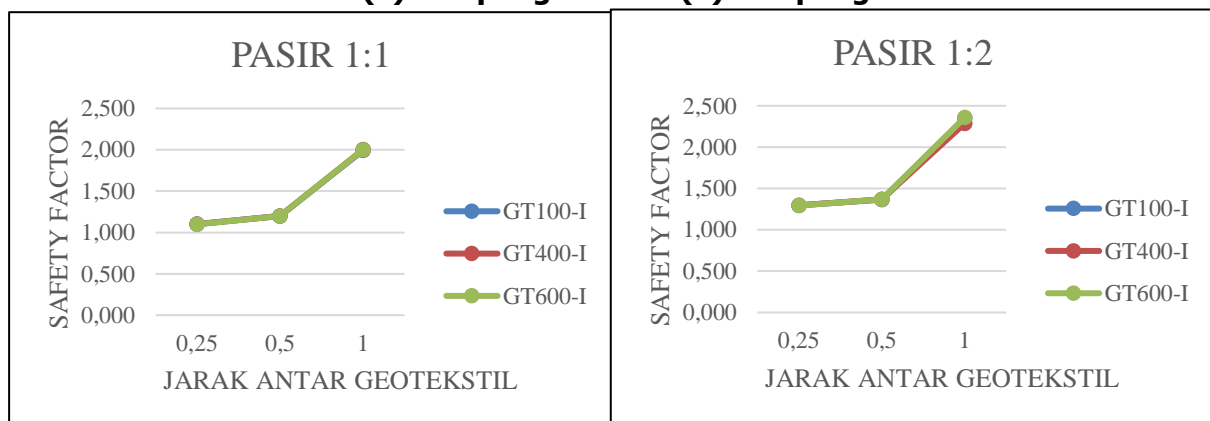 PASIR 1:1
2,500
2,000
1,500
1,000
0,500
0,000
SAFETY FACTOR
0,25 0,5 1
JARAK ANTAR GEOTEKSTIL
GT100-I
GT400-I
GT600-I
PASIR 1:2
2,500
2,000
1,500
1,000
0,500
0,000
SAFETY FACTOR
0,25 0,5 1
JARAK ANTAR GEOTEKSTIL
GT100-I
GT400-I
GT600-I